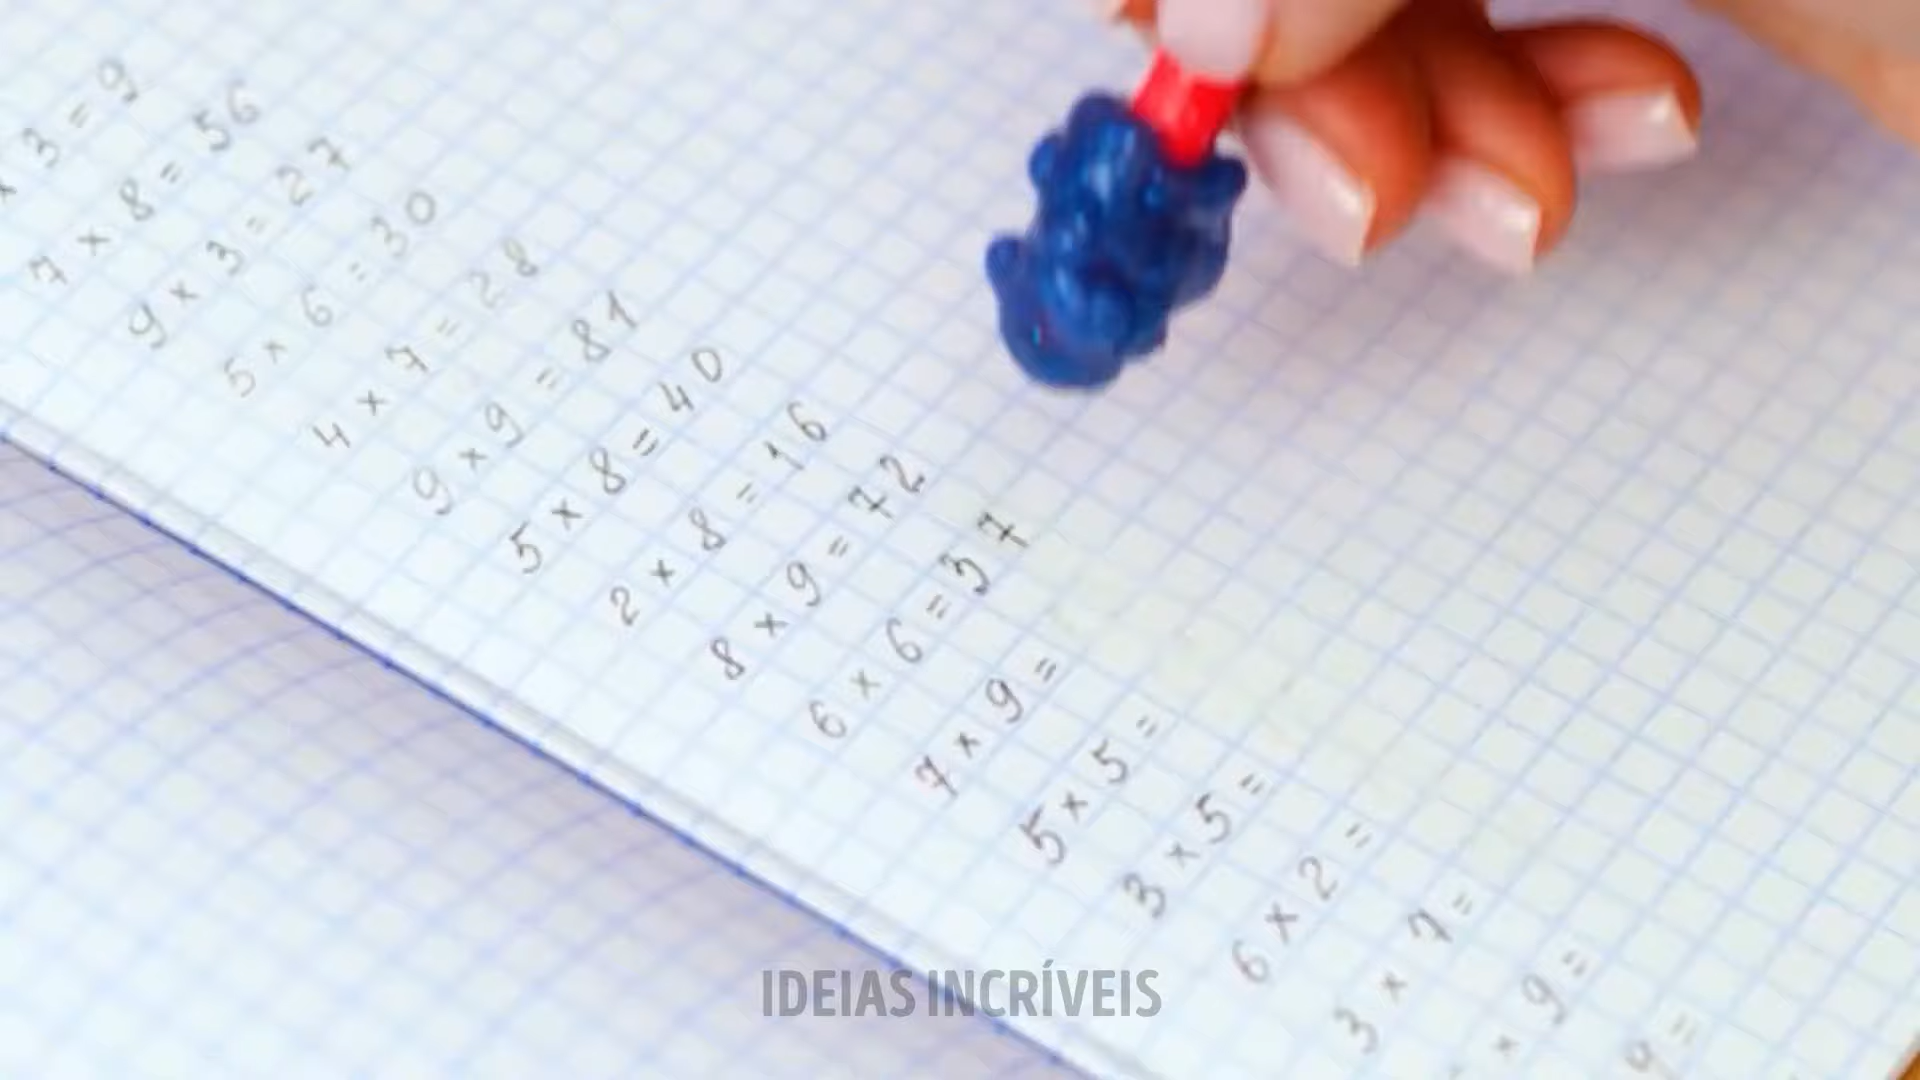 x 3 = 9
7 x 8 = 56
9 x 3 = 27
5 x 6 = 30
4 x 7 = 28
9 x 9 = 81
5 x 8 = 40
2 x 8 = 16
8 x 9 = 72
6 x 6 = 37
7 x 9 =
5 x 5 =
3 x 5 =
6 x 2 =
3 x 7 =
x 9 =
=
IDEIAS INCRÍVEIS